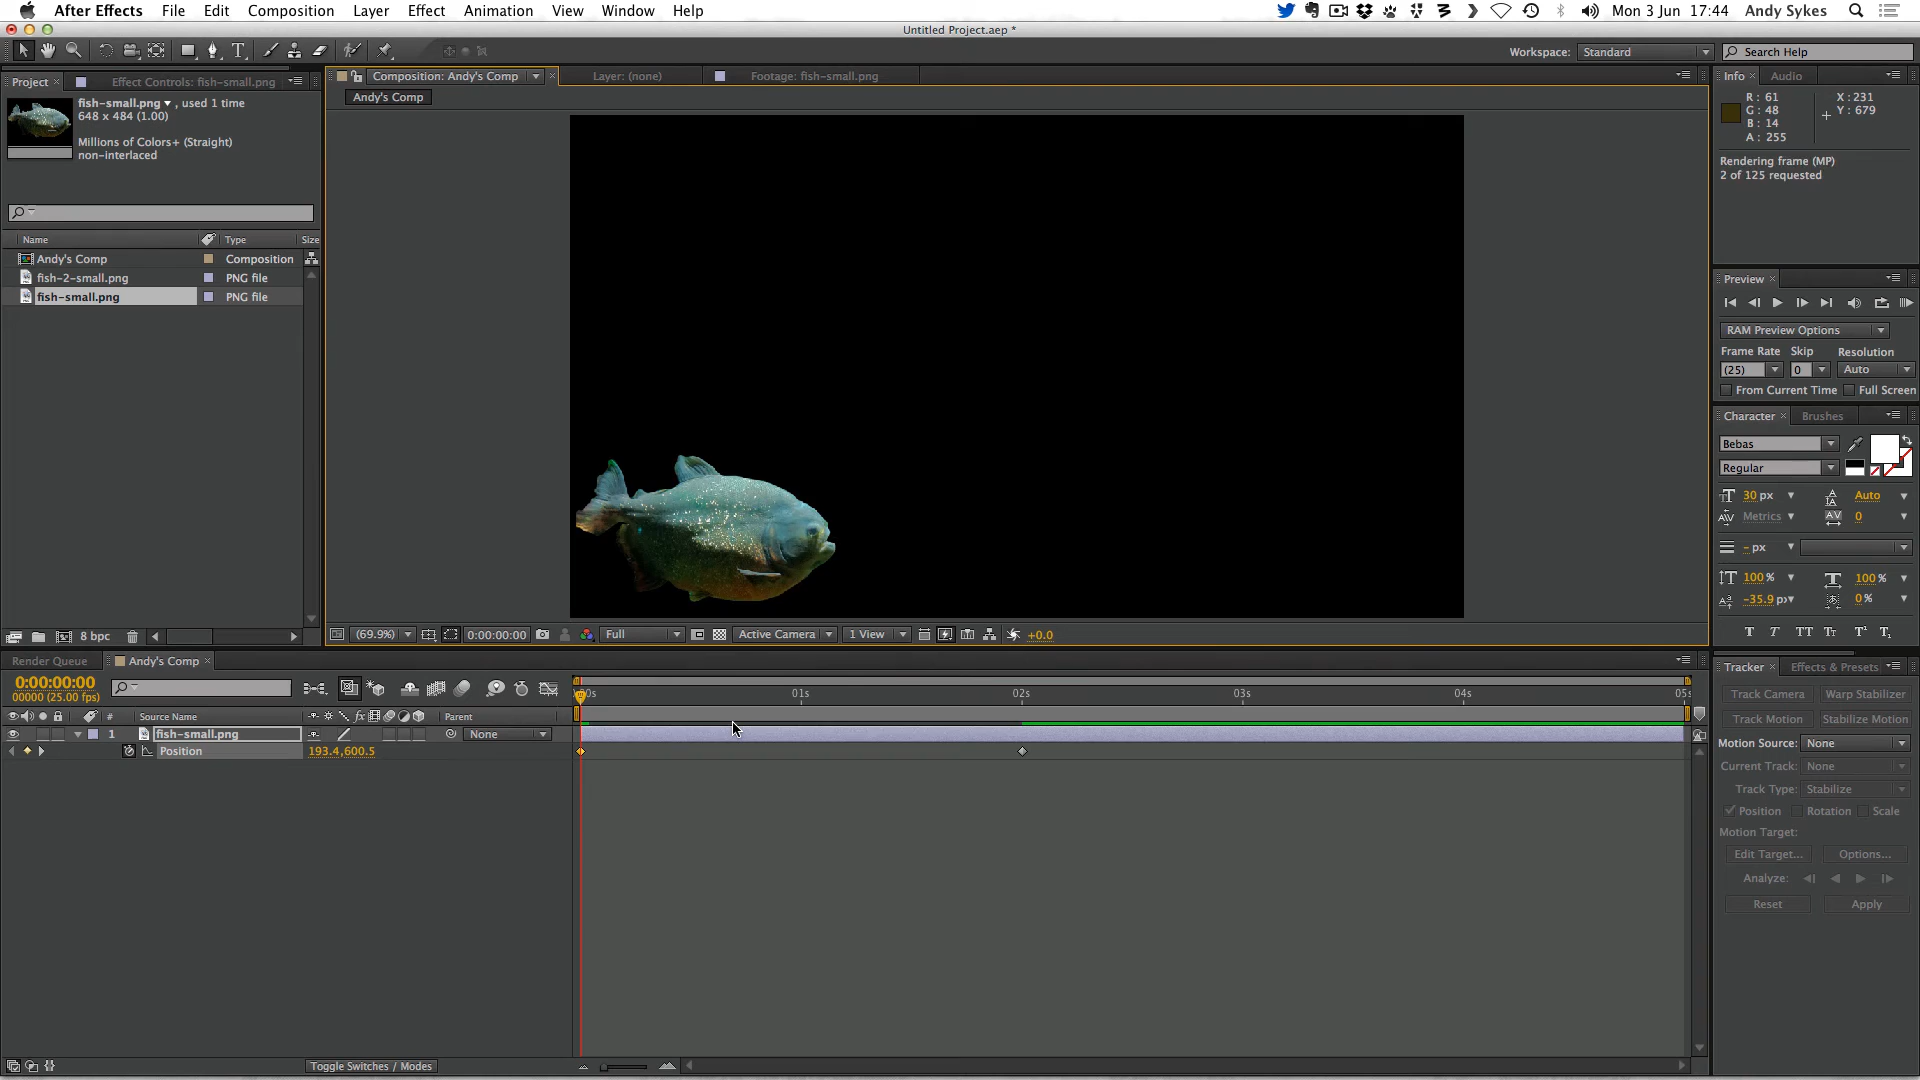 After Effects File Edit Composition Layer Effect Animation View Window Help Mon 3 Jun 17:44 Andy Sykes
Untitled Project.aep *
Workspace: Standard Search Help
Project Effect Controls: fish-small.png
fish-small.png , used 1 time
648 x 484 (1.00)
Millions of Colors+ (Straight)
non-interlaced
Name Type Size
Andy's Comp Composition
fish-2-small.png PNG file
fish-small.png PNG file
8 bpc
Composition: Andy's Comp Layer: (none) Footage: fish-small.png
Andy's Comp
(69.9%) 0:00:00:00 Full Active Camera 1 View +0.0
Info Audio
R: 61 X: 231
G: 48 Y: 679
B: 14
A: 255
Rendering frame (MP)
2 of 125 requested
Preview
RAM Preview Options
Frame Rate Skip Resolution
(25) 0 Auto
From Current Time Full Screen
Character Brushes
Bebas
Regular
30 px Auto
Metrics 0
- px
100 % 100 %
-35.9 px 0 %
T T TT Tr T¹ T,
Tracker Effects & Presets
Track Camera Warp Stabilizer
Track Motion Stabilize Motion
Motion Source: None
Current Track: None
Track Type: Stabilize
Position Rotation Scale
Motion Target:
Edit Target... Options...
Analyze:
Reset Apply
Render Queue Andy's Comp
0:00:00:00
00000 (25.00 fps)
01s 02s 03s 04s 05s
# Source Name fx Parent
1 fish-small.png None
Position 193.4,600.5
Toggle Switches / Modes